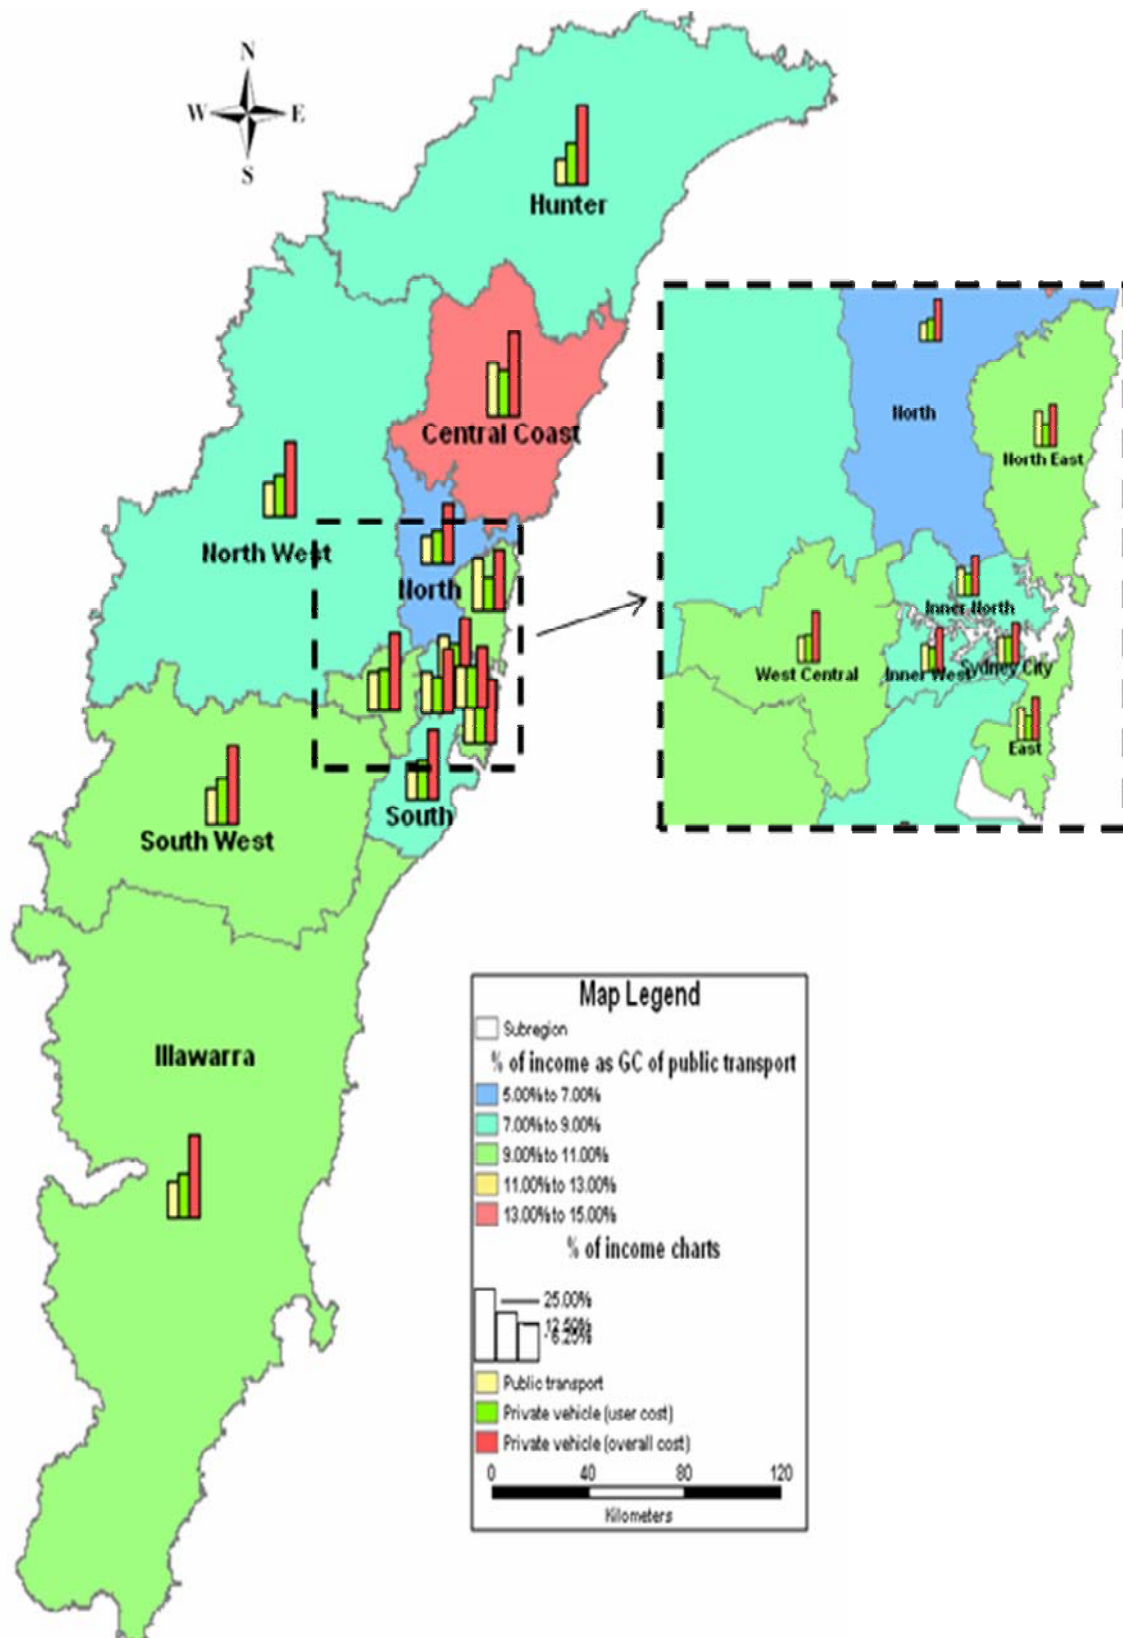 N
W E
S
Hunter
Central Coast
North West
North
South
South West
Illawarra
North
North East
Inner North
West Central
Inner West
Sydney City
East
Map Legend
Subregion
% of income as GC of public transport
5.00% to 7.00%
7.00% to 9.00%
9.00% to 11.00%
11.00% to 13.00%
13.00% to 15.00%
% of income charts
25.00%
12.50%
6.25%
Public transport
Private vehicle (user cost)
Private vehicle (overall cost)
0 40 80 120
Kilometers